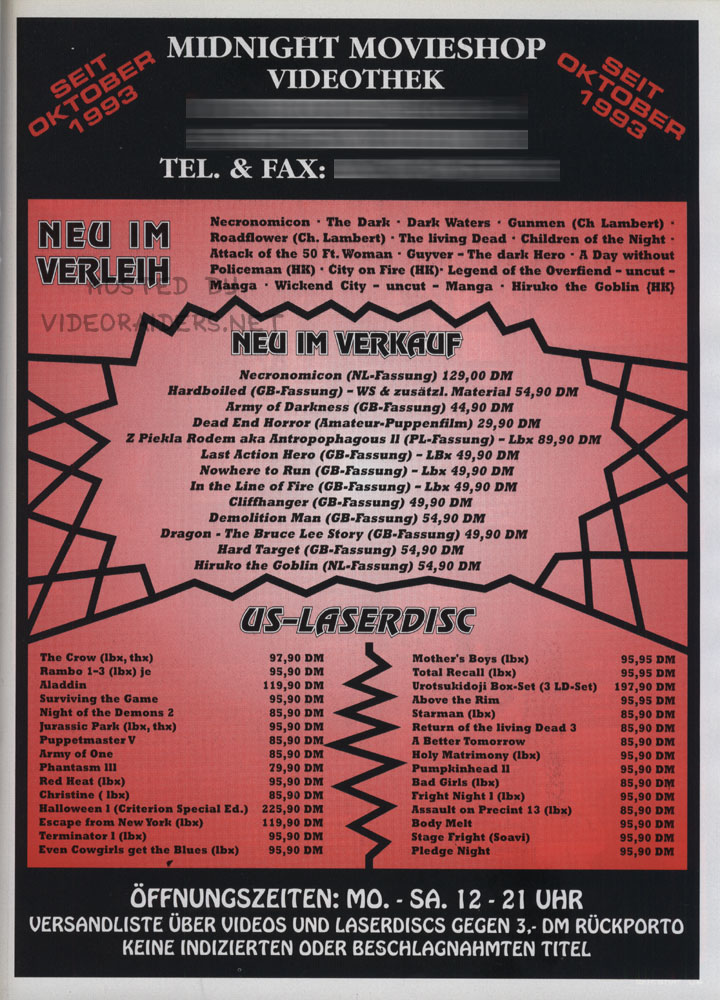 MIDNIGHT MOVIESHOP
VIDEOTHEK
SEIT
OKTOBER
1993
SEIT
OKTOBER
1993
TEL. & FAX:
NEU IM
VERLEIH
Necronomicon · The Dark · Dark Waters · Gunmen (Ch Lambert) ·
Roadflower (Ch. Lambert) · The living Dead · Children of the Night ·
Attack of the 50 Ft. Woman · Guyver – The dark Hero · A Day without
Policeman (HK) · City on Fire (HK)· Legend of the Overfiend – uncut –
Manga · Wickend City – uncut – Manga · Hiruko the Goblin {HK)
HOSTED BY
VIDEORAIDERS.NET
NEU IM VERKAUF
Necronomicon (NL-Fassung) 129,00 DM
Hardboiled (GB-Fassung) – WS & zusätzl. Material 54,90 DM
Army of Darkness (GB-Fassung) 44,90 DM
Dead End Horror (Amateur-Puppenfilm) 29,90 DM
Z Piekla Rodem aka Antropophagous II (PL-Fassung) – Lbx 89,90 DM
Last Action Hero (GB-Fassung) – LBx 49,90 DM
Nowhere to Run (GB-Fassung) – Lbx 49,90 DM
In the Line of Fire (GB-Fassung) – Lbx 49,90 DM
Cliffhanger (GB-Fassung) 49,90 DM
Demolition Man (GB-Fassung) 54,90 DM
Dragon - The Bruce Lee Story (GB-Fassung) 49,90 DM
Hard Target (GB-Fassung) 54,90 DM
Hiruko the Goblin (NL-Fassung) 54,90 DM
US-LASERDISC
The Crow (lbx, thx) 97,90 DM
Rambo 1–3 (lbx) je 95,90 DM
Aladdin 119,90 DM
Surviving the Game 95,90 DM
Night of the Demons 2 85,90 DM
Jurassic Park (lbx, thx) 95,90 DM
Puppetmaster V 85,90 DM
Army of One 85,90 DM
Phantasm III 79,90 DM
Red Heat (lbx) 95,90 DM
Christine ( lbx) 85,90 DM
Halloween I (Criterion Special Ed.) 225,90 DM
Escape from New York (lbx) 119,90 DM
Terminator I (lbx) 95,90 DM
Even Cowgirls get the Blues (lbx) 95,90 DM
Mother's Boys (lbx) 95,95 DM
Total Recall (lbx) 95,95 DM
Urotsukidoji Box-Set (3 LD-Set) 197,90 DM
Above the Rim 95,95 DM
Starman (lbx) 85,90 DM
Return of the living Dead 3 85,90 DM
A Better Tomorrow 85,90 DM
Holy Matrimony (lbx) 95,90 DM
Pumpkinhead II 95,90 DM
Bad Girls (lbx) 85,90 DM
Fright Night I (lbx) 95,90 DM
Assault on Precint 13 (lbx) 85,90 DM
Body Melt 95,90 DM
Stage Fright (Soavi) 95,90 DM
Pledge Night 95,90 DM
ÖFFNUNGSZEITEN: MO. - SA. 12 - 21 UHR
VERSANDLISTE ÜBER VIDEOS UND LASERDISCS GEGEN 3,- DM RÜCKPORTO
KEINE INDIZIERTEN ODER BESCHLAGNAHMTEN TITEL